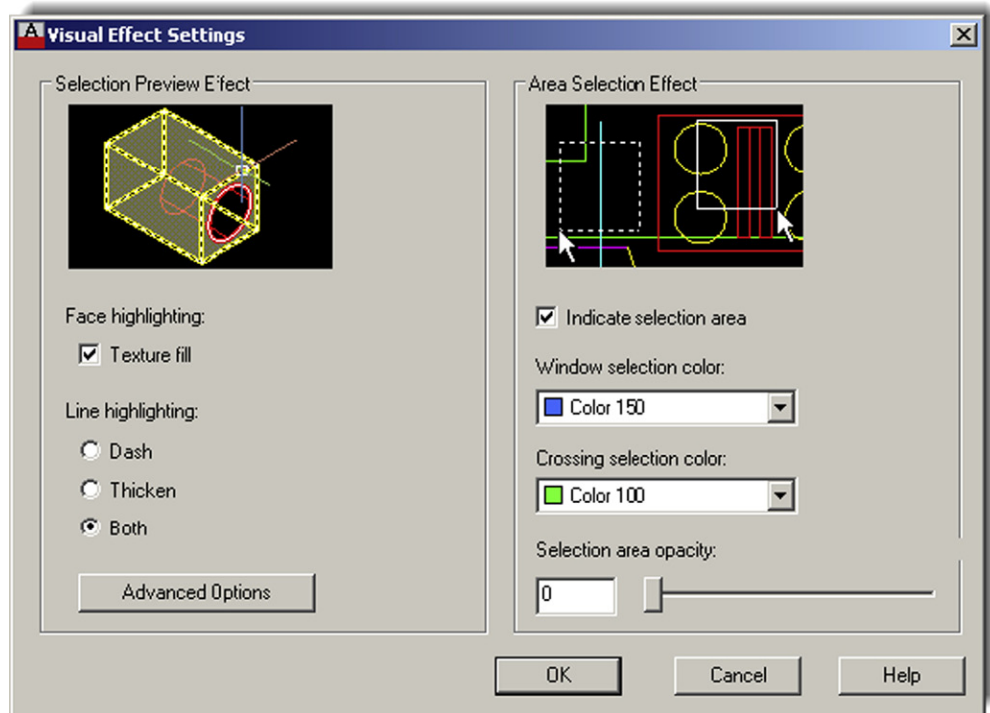 Visual Effect Settings
Selection Preview Effect
Face highlighting:
Texture fill
Line highlighting:
Dash
Thicken
Both
Advanced Options
Area Selection Effect
Indicate selection area
Window selection color:
Color 150
Crossing selection color:
Color 100
Selection area opacity:
0
OK
Cancel
Help